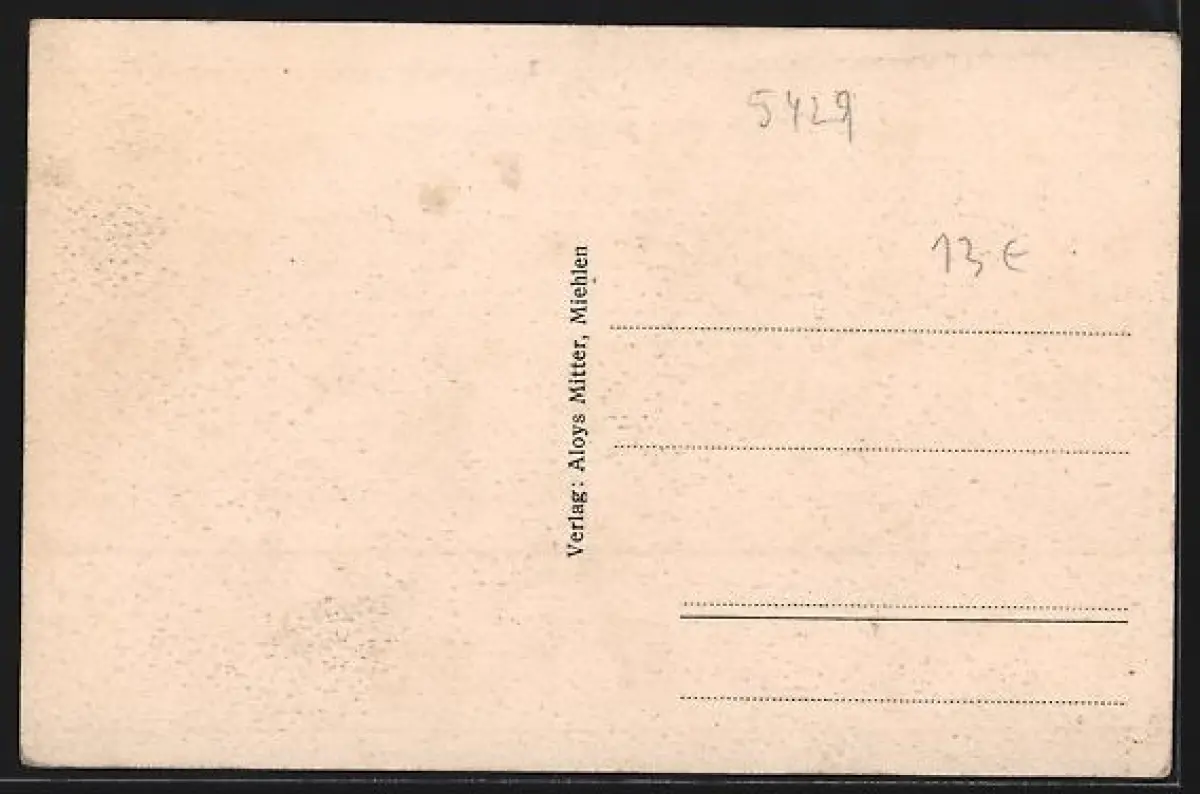 5429
13 €
Verlag: Aloys Mitter, Miehlen